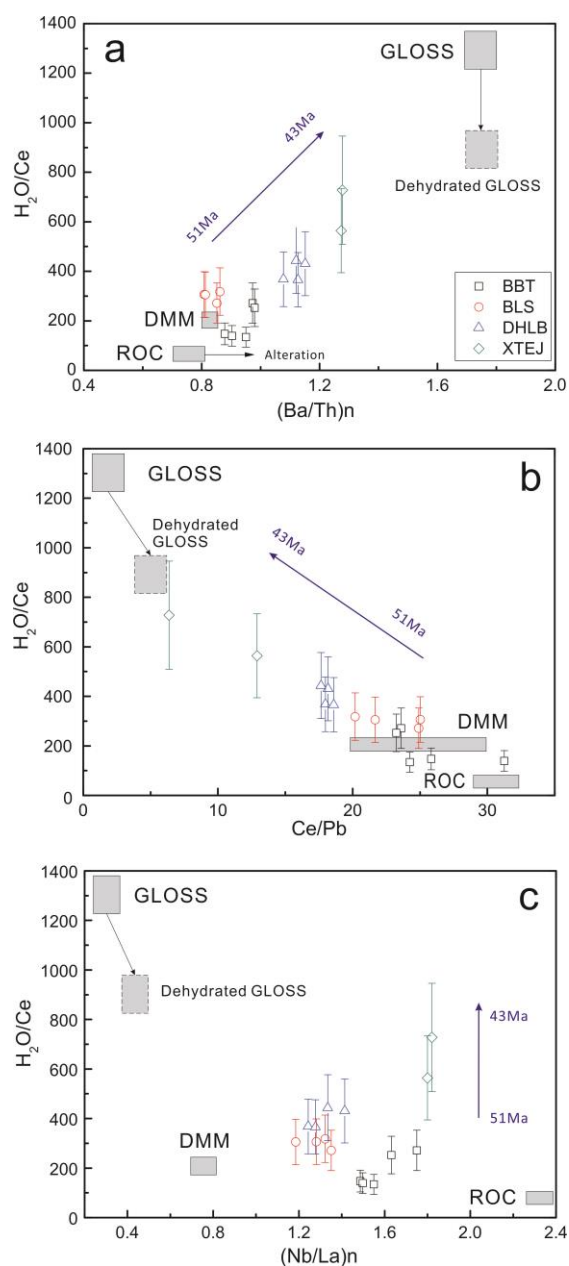 a
GLOSS
Dehydrated GLOSS
43Ma
51Ma
DMM
ROC
Alteration
BBT
BLS
DHLB
XTEJ
H₂O/Ce
1400
1200
1000
800
600
400
200
0
0.4 0.8 1.2 1.6 2.0
(Ba/Th)n
b
GLOSS
Dehydrated
GLOSS
43Ma
51Ma
DMM
ROC
H₂O/Ce
1400
1200
1000
800
600
400
200
0
0 10 20 30
Ce/Pb
c
GLOSS
Dehydrated GLOSS
43Ma
51Ma
DMM
ROC
H₂O/Ce
1400
1200
1000
800
600
400
200
0
0.4 0.8 1.2 1.6 2.0 2.4
(Nb/La)n